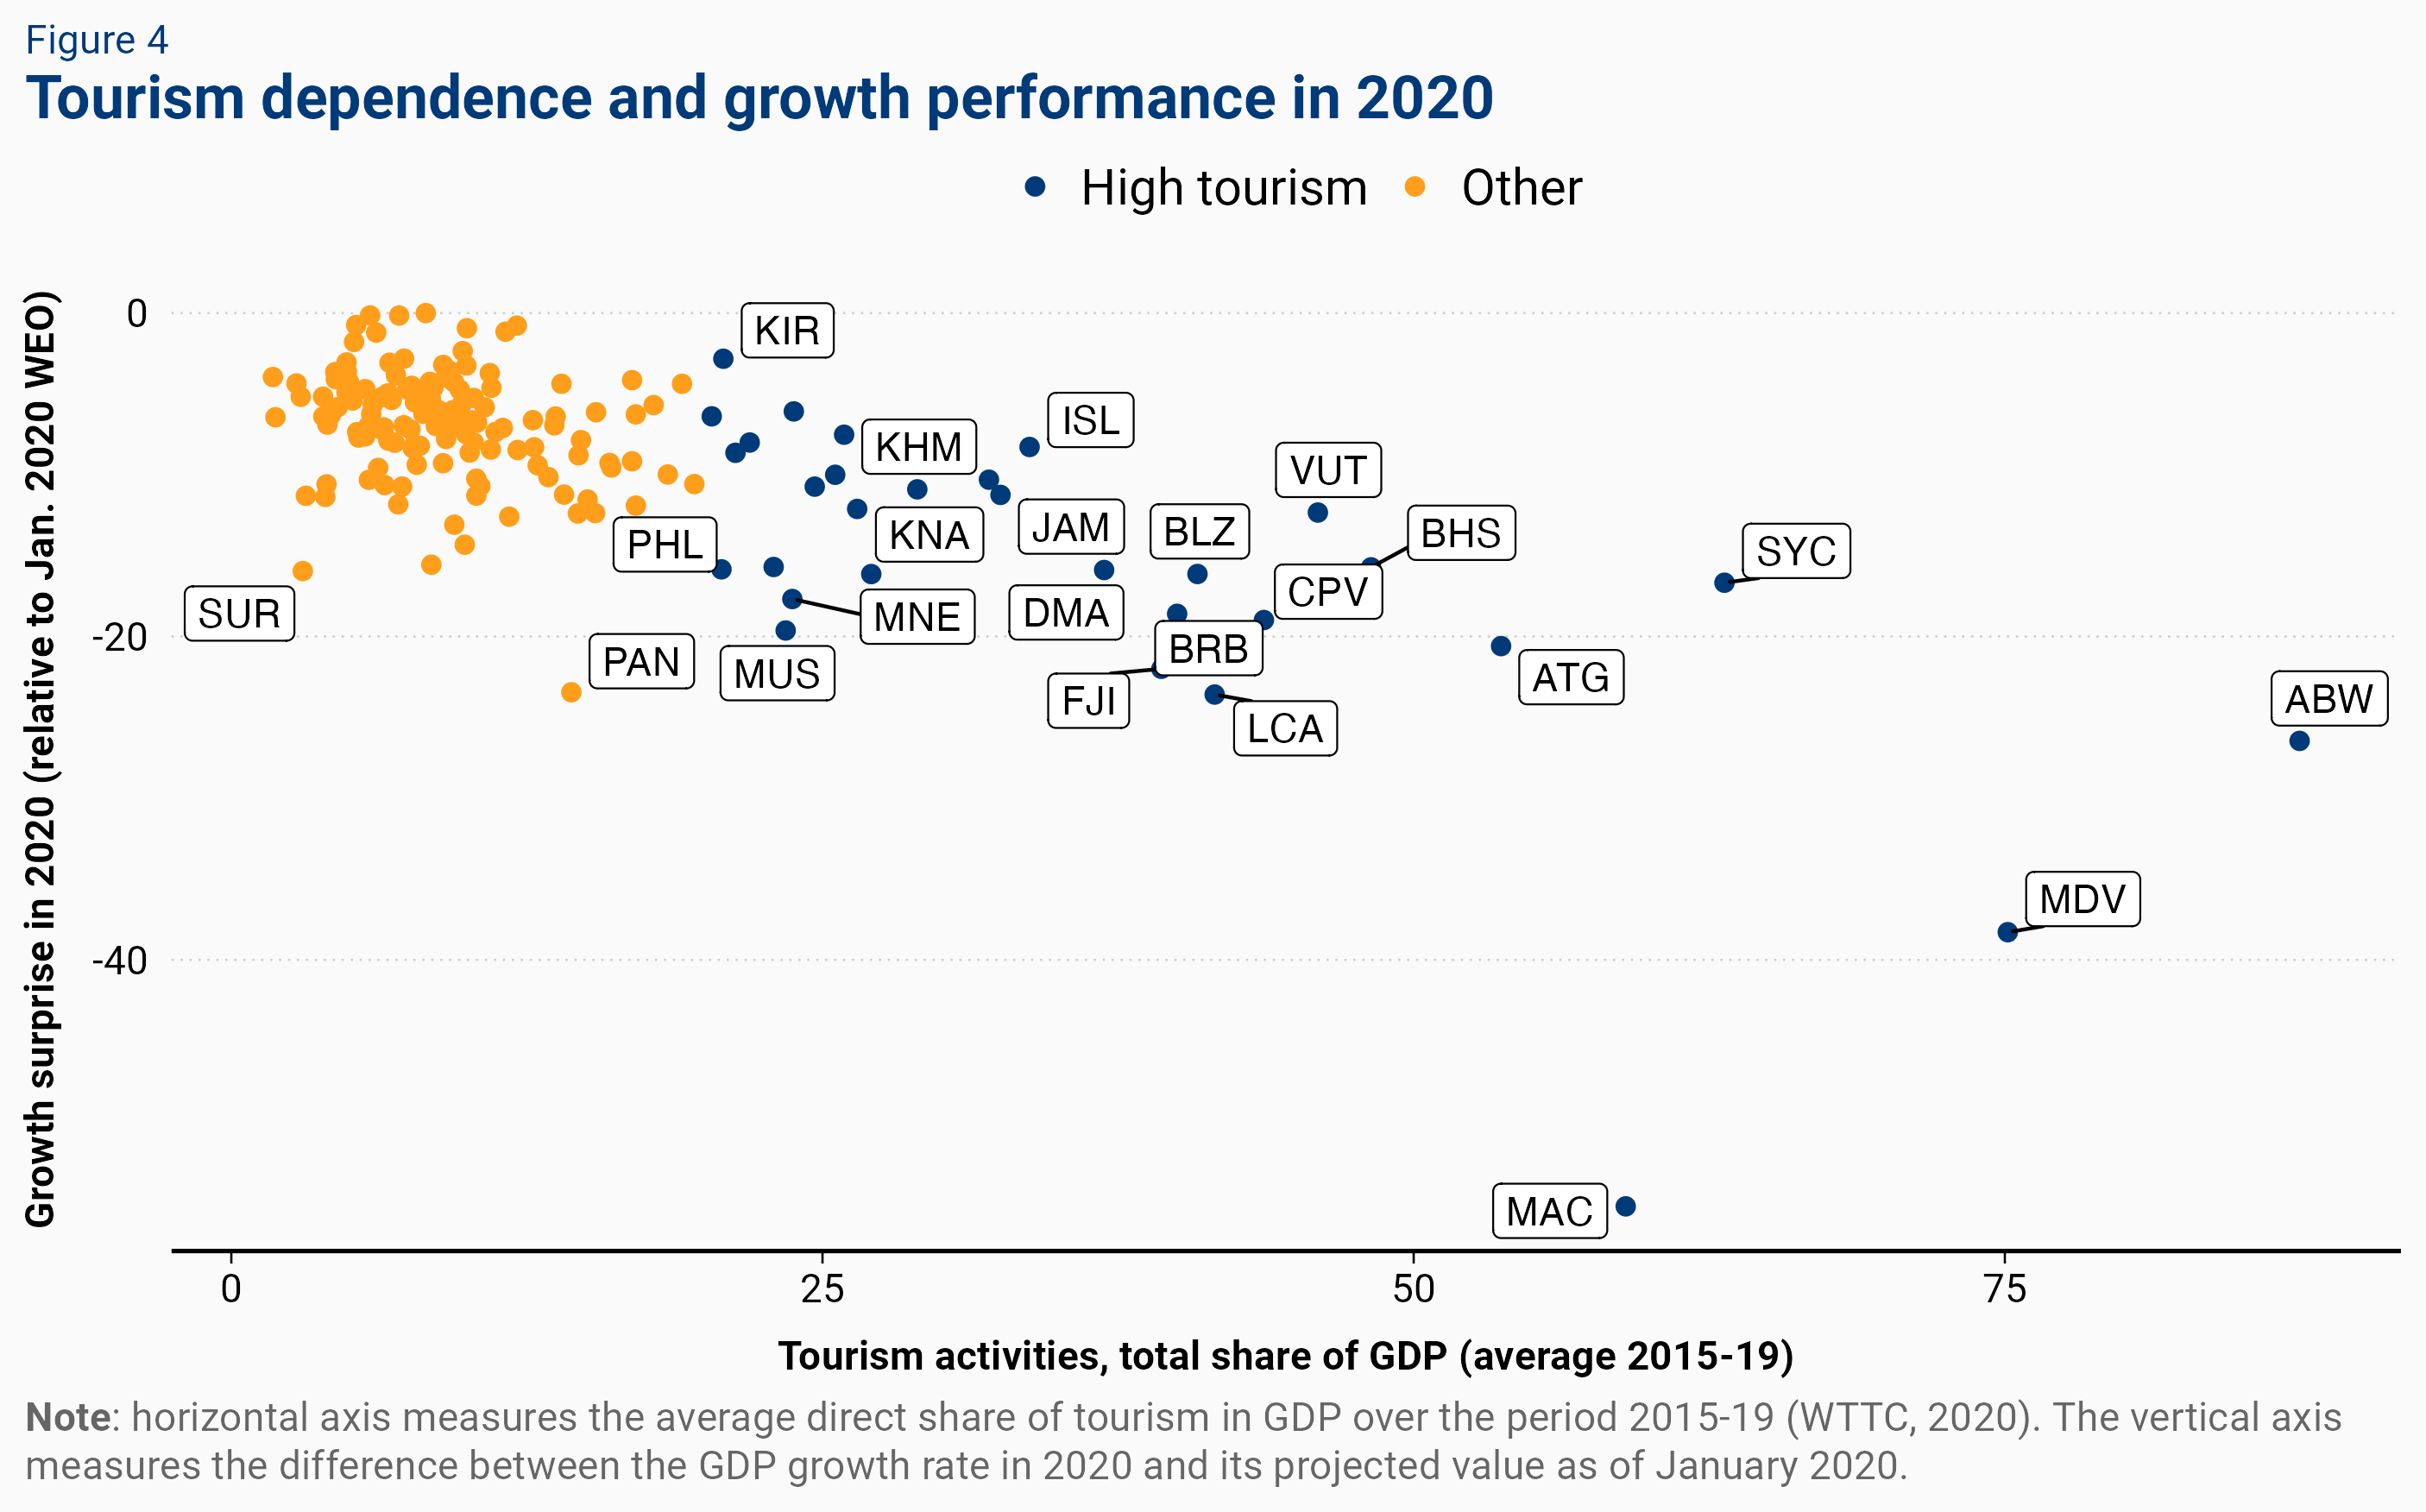 Figure 4
Tourism dependence and growth performance in 2020
High tourism
Other
Growth surprise in 2020 (relative to Jan. 2020 WEO)
0
-20
-40
KIR
ISL
KHM
VUT
KNA
JAM
BLZ
BHS
PHL
SYC
CPV
SUR
MNE
DMA
BRB
PAN
MUS
ATG
FJI
ABW
LCA
MDV
MAC
0
25
50
75
Tourism activities, total share of GDP (average 2015-19)
Note: horizontal axis measures the average direct share of tourism in GDP over the period 2015-19 (WTTC, 2020). The vertical axis
measures the difference between the GDP growth rate in 2020 and its projected value as of January 2020.